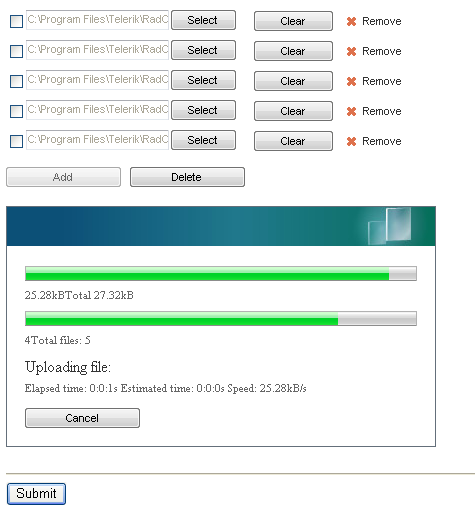 C:\Program Files\Telerik\RadC Select Clear Remove
C:\Program Files\Telerik\RadC Select Clear Remove
C:\Program Files\Telerik\RadC Select Clear Remove
C:\Program Files\Telerik\RadC Select Clear Remove
C:\Program Files\Telerik\RadC Select Clear Remove
Add Delete
25.28kBTotal 27.32kB
4Total files: 5
Uploading file:
Elapsed time: 0:0:1s Estimated time: 0:0:0s Speed: 25.28kB/s
Cancel
Submit